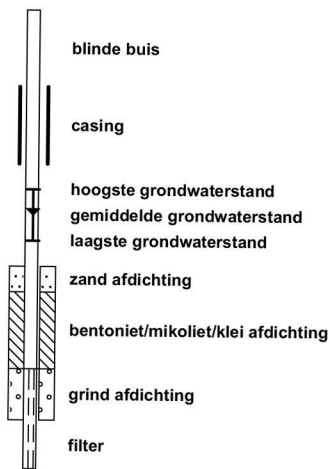 blinde buis
casing
hoogste grondwaterstand
gemiddelde grondwaterstand
laagste grondwaterstand
zand afdichting
bentoniet/mikoliet/klei afdichting
grind afdichting
filter